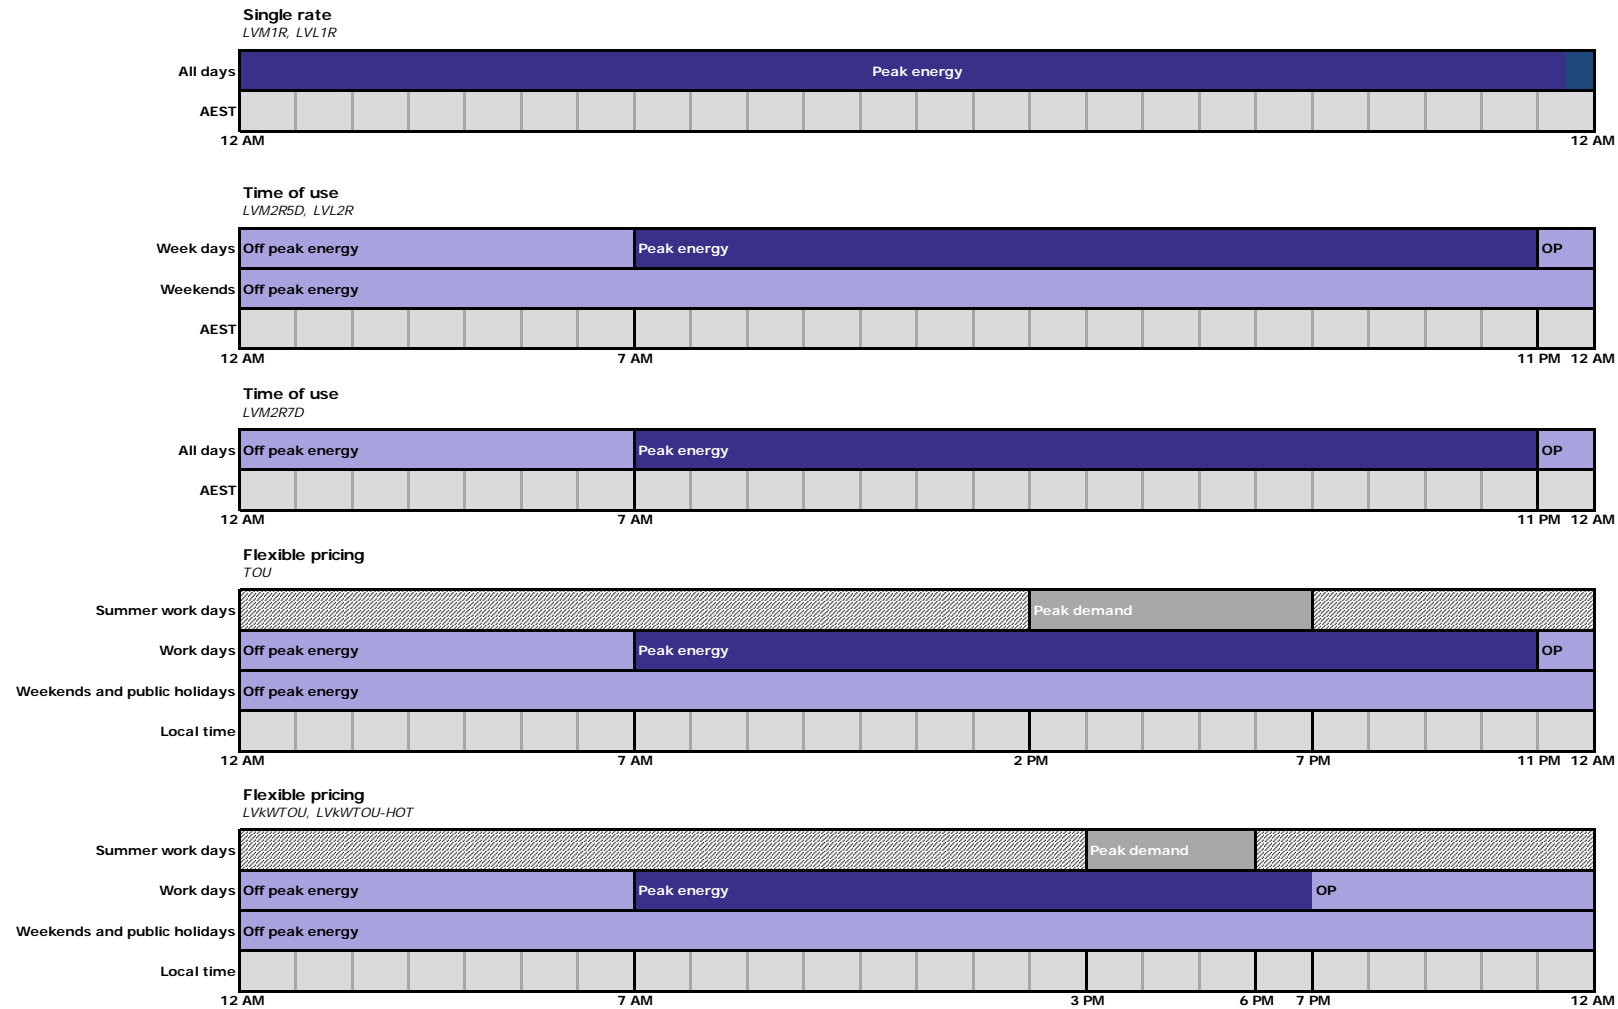 Single rate
LVM1R, LVL1R
All days Peak energy
AEST
12 AM 12 AM
Time of use
LVM2R5D, LVL2R
Week days Off peak energy Peak energy OP
Weekends Off peak energy
AEST
12 AM 7 AM 11 PM 12 AM
Time of use
LVM2R7D
All days Off peak energy Peak energy OP
AEST
12 AM 7 AM 11 PM 12 AM
Flexible pricing
TOU
Summer work days Peak demand
Work days Off peak energy Peak energy OP
Weekends and public holidays Off peak energy
Local time
12 AM 7 AM 2 PM 7 PM 11 PM 12 AM
Flexible pricing
LVkWTOU, LVkWTOU-HOT
Summer work days Peak demand
Work days Off peak energy Peak energy OP
Weekends and public holidays Off peak energy
Local time
12 AM 7 AM 3 PM 6 PM 7 PM 12 AM